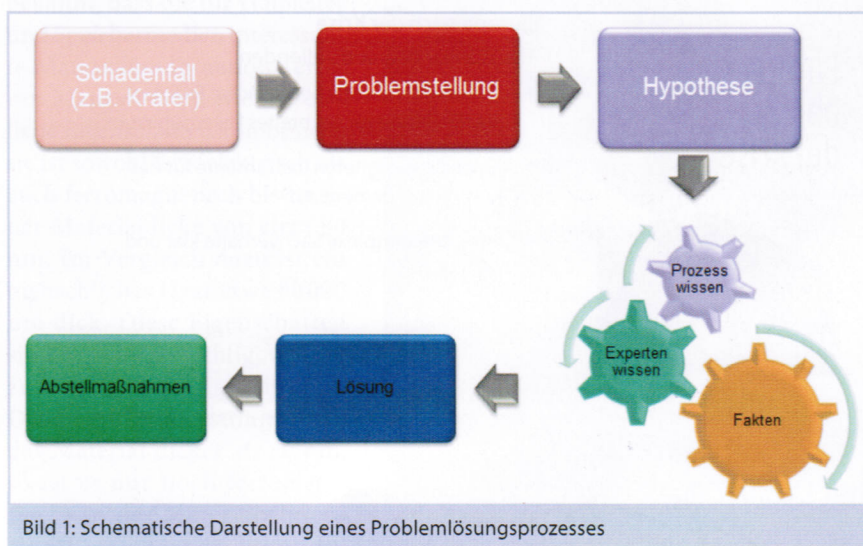 Schadenfall
(z.B. Krater)
Problemstellung
Hypothese
Prozess
wissen
Experten
wissen
Fakten
Lösung
Abstellmaßnahmen
Bild 1: Schematische Darstellung eines Problemlösungsprozesses